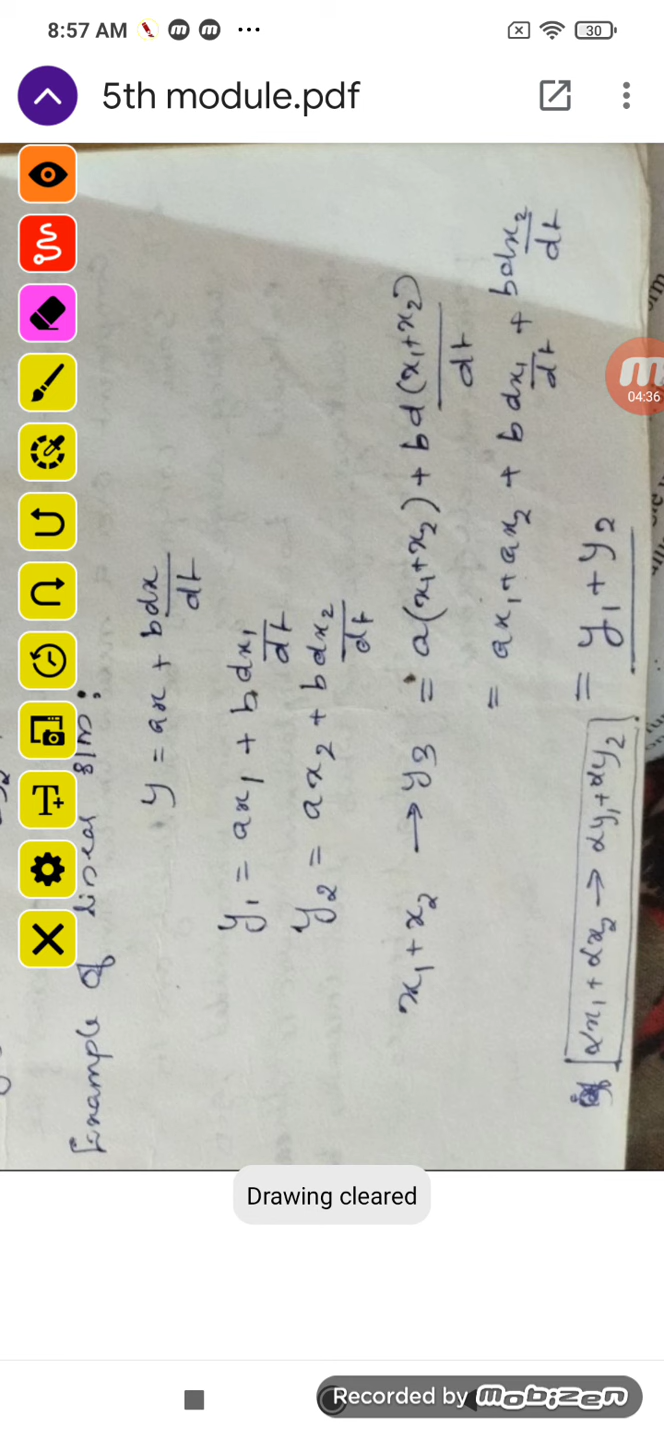 8:57 AM
30
5th module.pdf
Example of linear s/m:
y = ax + b dx/dt
y₁ = ax₁ + b dx₁/dt
y₂ = ax₂ + b dx₂/dt
x₁ + x₂ → y₃ = a(x₁+x₂) + b d(x₁+x₂)/dt
= ax₁ + ax₂ + b dx₁/dt + b dx₂/dt
= y₁ + y₂
αx₁ + αx₂ → αy₁ + αy₂
04:36
T+
Drawing cleared
Recorded by mobizen